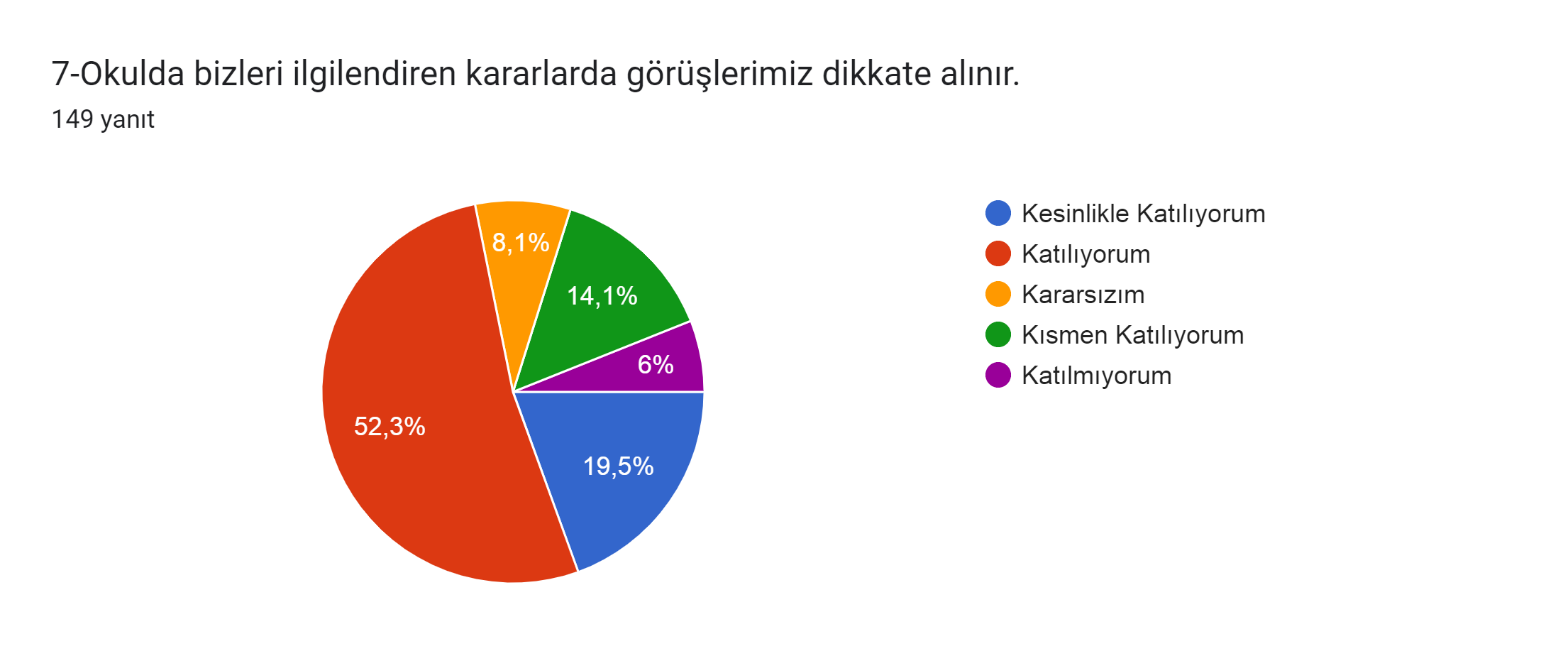 7-Okulda bizleri ilgilendiren kararlarda görüşlerimiz dikkate alınır.
149 yanıt
Kesinlikle Katılıyorum
Katılıyorum
Kararsızım
Kısmen Katılıyorum
Katılmıyorum
8,1%
14,1%
6%
52,3%
19,5%